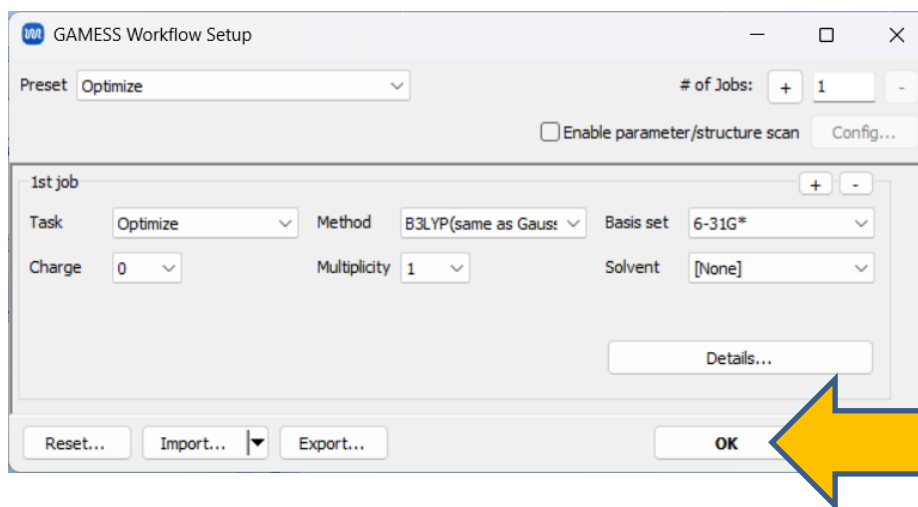 GAMESS Workflow Setup
Preset Optimize # of Jobs: + 1 -
Enable parameter/structure scan Config...
1st job + -
Task Optimize Method B3LYP(same as Gauss Basis set 6-31G*
Charge 0 Multiplicity 1 Solvent [None]
Details...
Reset... Import... Export... OK